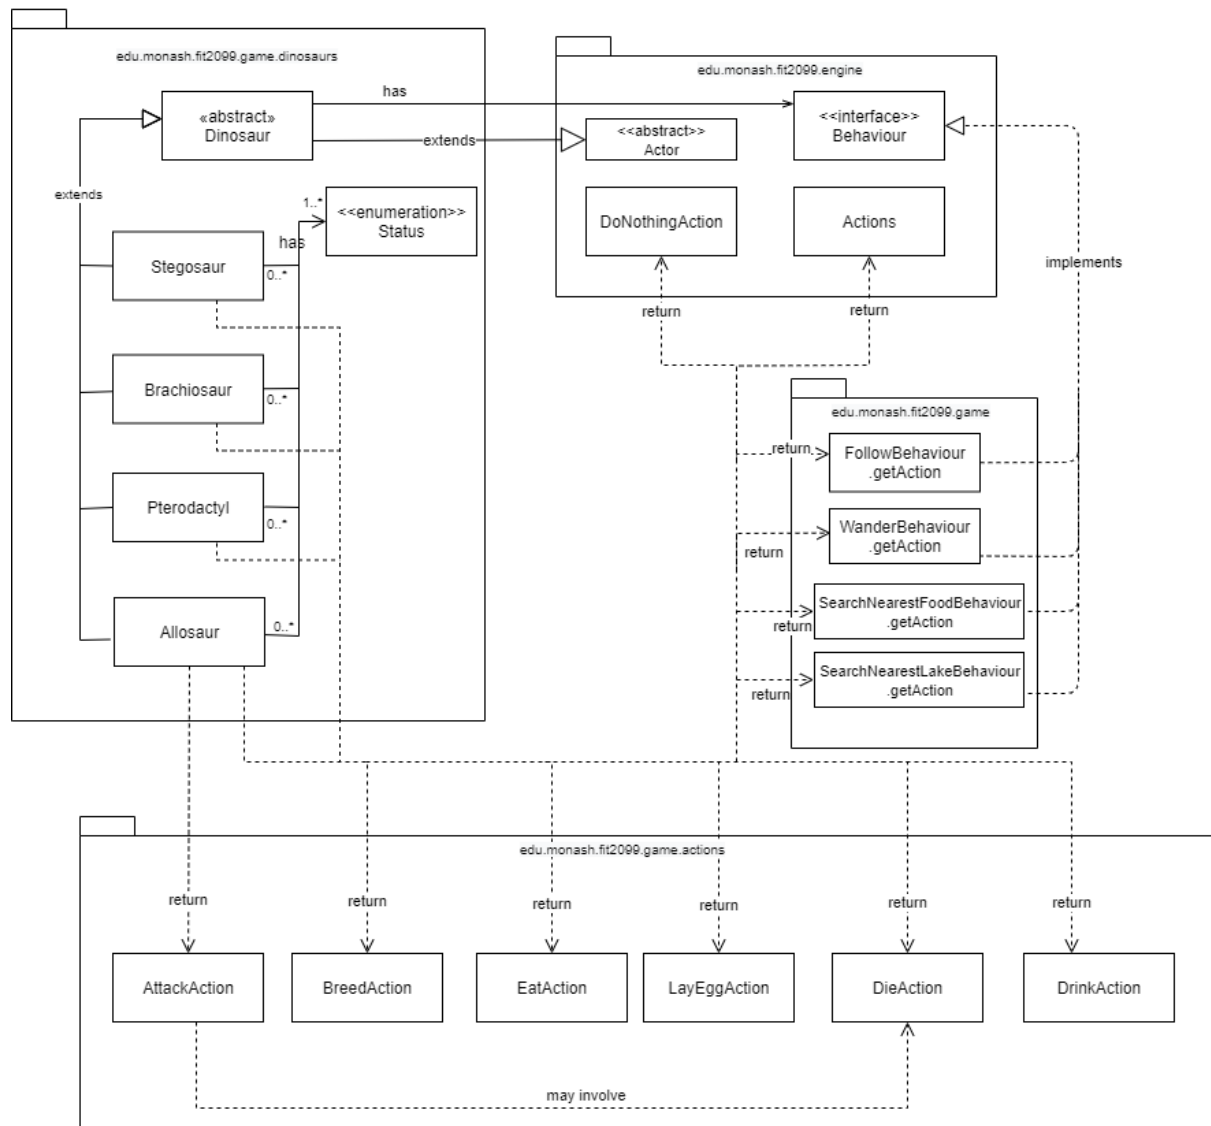 edu.monash.fit2099.game.dinosaurs
edu.monash.fit2099.engine
has
«abstract»
Dinosaur
<<interface>>
Behaviour
<<abstract>>
Actor
extends
extends
1..*
<<enumeration>>
Status
DoNothingAction
Actions
has
Stegosaur
0..*
implements
return
return
Brachiosaur
0..*
edu.monash.fit2099.game
return
FollowBehaviour
.getAction
Pterodactyl
0..*
WanderBehaviour
.getAction
return
SearchNearestFoodBehaviour
.getAction
return
Allosaur
0..*
SearchNearestLakeBehaviour
.getAction
return
edu.monash.fit2099.game.actions
return
return
return
return
return
return
AttackAction
BreedAction
EatAction
LayEggAction
DieAction
DrinkAction
may involve